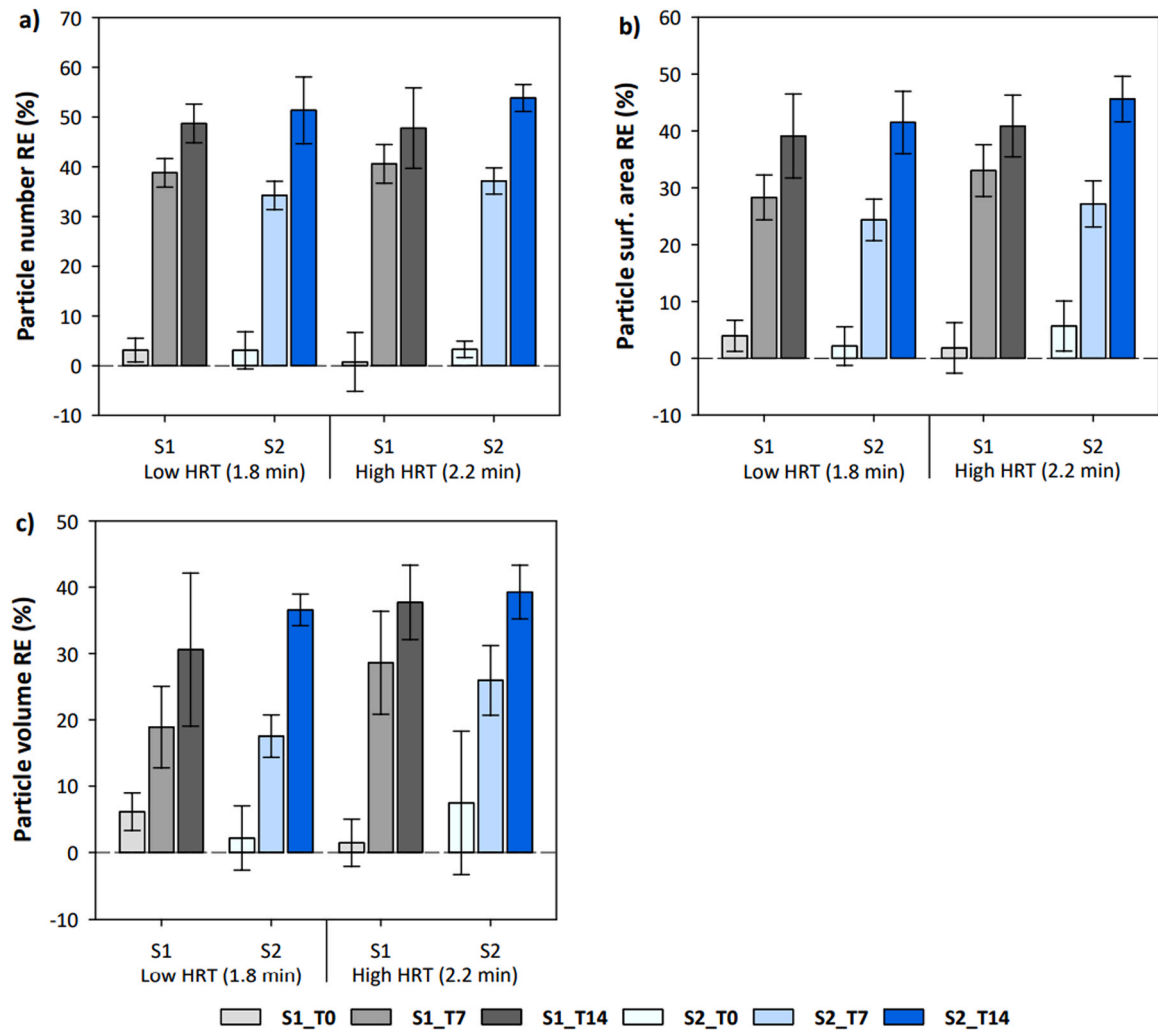 a)
Particle number RE (%)
70
60
50
40
30
20
10
0
-10
S1 S2 S1 S2
Low HRT (1.8 min) High HRT (2.2 min)
b)
Particle surf. area RE (%)
60
50
40
30
20
10
0
-10
S1 S2 S1 S2
Low HRT (1.8 min) High HRT (2.2 min)
c)
Particle volume RE (%)
50
40
30
20
10
0
-10
S1 S2 S1 S2
Low HRT (1.8 min) High HRT (2.2 min)
S1_T0 S1_T7 S1_T14 S2_T0 S2_T7 S2_T14